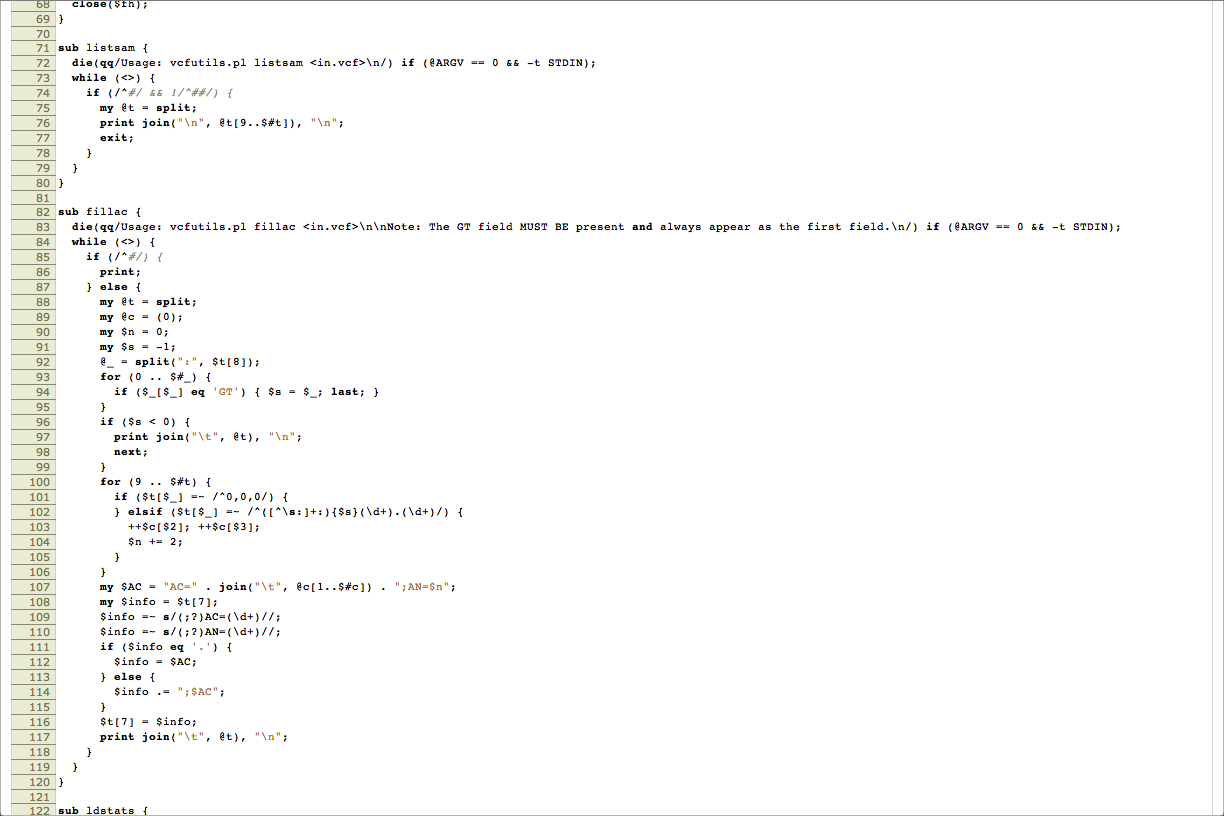 68 close($fh);
69 }
70
71 sub listsam {
72   die(qq/Usage: vcfutils.pl listsam <in.vcf>\n/) if (@ARGV == 0 && -t STDIN);
73   while (<>) {
74     if (/^#/ && !/^##/) {
75       my @t = split;
76       print join("\n", @t[9..$#t]), "\n";
77       exit;
78     }
79   }
80 }
81
82 sub fillac {
83   die(qq/Usage: vcfutils.pl fillac <in.vcf>\n\nNote: The GT field MUST BE present and always appear as the first field.\n/) if (@ARGV == 0 && -t STDIN);
84   while (<>) {
85     if (/^#/) {
86       print;
87     } else {
88       my @t = split;
89       my @c = (0);
90       my $n = 0;
91       my $s = -1;
92       @_ = split(":", $t[8]);
93       for (0 .. $#_) {
94         if ($_[$_] eq 'GT') { $s = $_; last; }
95       }
96       if ($s < 0) {
97         print join("\t", @t), "\n";
98         next;
99       }
100       for (9 .. $#t) {
101         if ($t[$_] =~ /^0,0,0/) {
102         } elsif ($t[$_] =~ /^([^\s:]+:){$s}(\d+).(\d+)/) {
103           ++$c[$2]; ++$c[$3];
104           $n += 2;
105         }
106       }
107       my $AC = "AC=" . join("\t", @c[1..$#c]) . ";AN=$n";
108       my $info = $t[7];
109       $info =~ s/(;?)AC=(\d+)//;
110       $info =~ s/(;?)AN=(\d+)//;
111       if ($info eq '.') {
112         $info = $AC;
113       } else {
114         $info .= ";$AC";
115       }
116       $t[7] = $info;
117       print join("\t", @t), "\n";
118     }
119   }
120 }
121
122 sub ldstats {